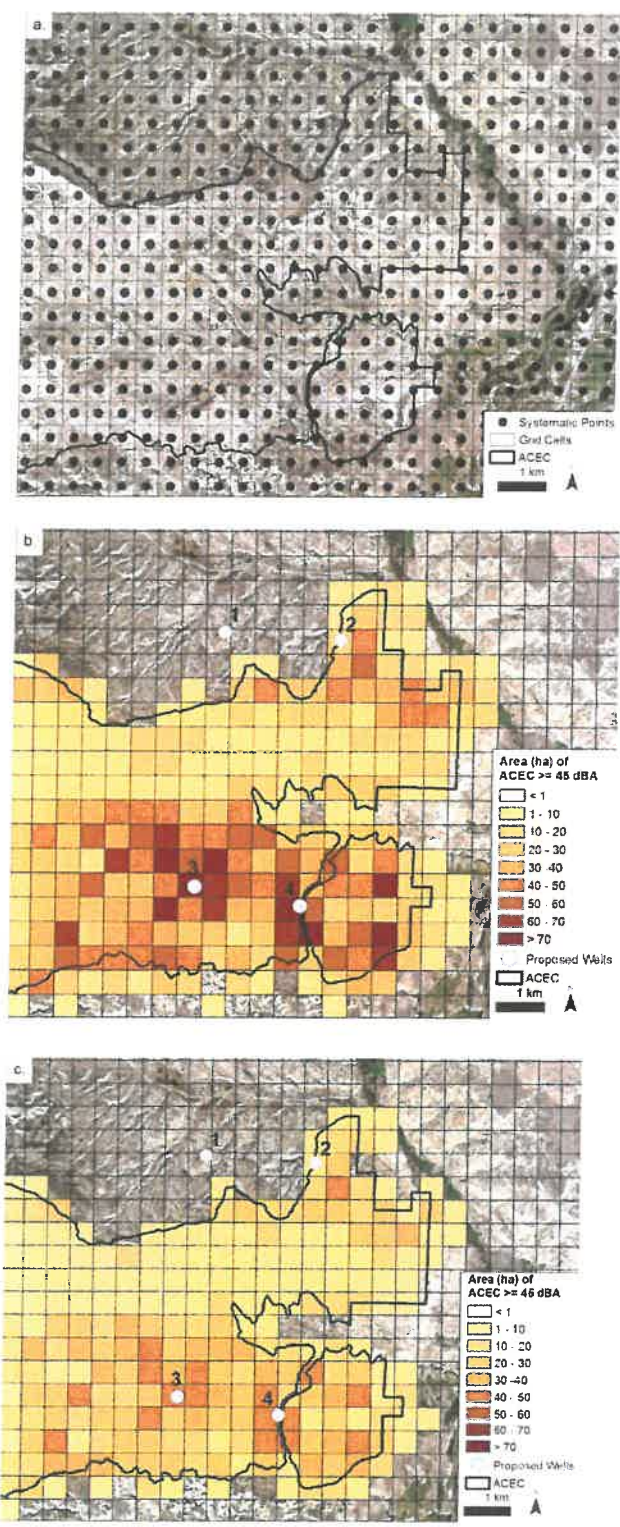 a.
Systematic Points
Grid Cells
ACEC
1 km
b.
1
2
3
4
Area (ha) of
ACEC >= 45 dBA
< 1
1 - 10
10 - 20
20 - 30
30 -40
40 - 50
50 - 60
60 - 70
> 70
Proposed Wells
ACEC
1 km
c.
1
2
3
4
Area (ha) of
ACEC >= 45 dBA
< 1
1 - 10
10 - 20
20 - 30
30 -40
40 - 50
50 - 60
60 - 70
> 70
Proposed Wells
ACEC
1 km